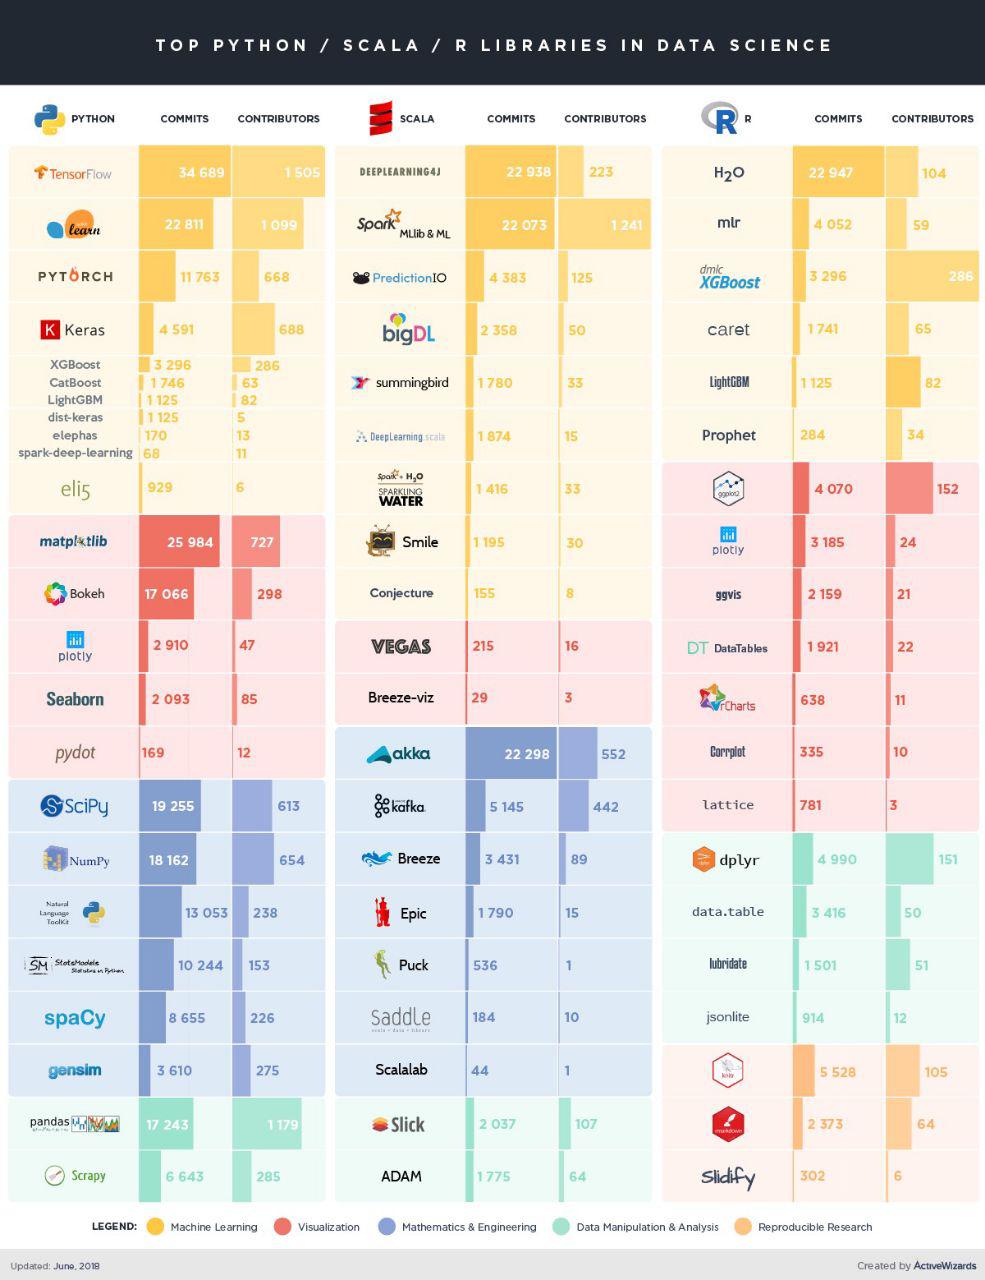 TOP PYTHON / SCALA / R LIBRARIES IN DATA SCIENCE
PYTHON COMMITS CONTRIBUTORS
TensorFlow 34 689 1 505
learn 22 811 1 099
PYTORCH 11 763 668
K Keras 4 591 688
XGBoost 3 296 286
CatBoost 1 746 63
LightGBM 1 125 82
dist-keras 1 125 5
elephas 170 13
spark-deep-learning 68 11
eli5 929 6
matplotlib 25 984 727
Bokeh 17 066 298
plotly 2 910 47
Seaborn 2 093 85
pydot 169 12
SciPy 19 255 613
NumPy 18 162 654
Natural
Language
ToolKit 13 053 238
SM StatsModels
Statistics in Python 10 244 153
spaCy 8 655 226
gensim 3 610 275
pandas 17 243 1 179
Scrapy 6 643 285
SCALA COMMITS CONTRIBUTORS
DEEPLEARNING4J 22 938 223
Spark MLlib & ML 22 073 1 241
PredictionIO 4 383 125
bigDL 2 358 50
summingbird 1 780 33
DeepLearning.scala 1 874 15
Spark + H2O
SPARKLING
WATER 1 416 33
Smile 1 195 30
Conjecture 155 8
VEGAS 215 16
Breeze-viz 29 3
akka 22 298 552
kafka 5 145 442
Breeze 3 431 89
Epic 1 790 15
Puck 536 1
saddle 184 10
Scalalab 44 1
Slick 2 037 107
ADAM 1 775 64
R R COMMITS CONTRIBUTORS
H2O 22 947 104
mlr 4 052 59
dmlc
XGBoost 3 296 286
caret 1 741 65
LightGBM 1 125 82
Prophet 284 34
ggplot2 4 070 152
plotly 3 185 24
ggvis 2 159 21
DT DataTables 1 921 22
rCharts 638 11
Corrplot 335 10
lattice 781 3
dplyr 4 990 151
data.table 3 416 50
lubridate 1 501 51
jsonlite 914 12
knitr 5 528 105
rmarkdown 2 373 64
Slidify 302 6
LEGEND: Machine Learning Visualization Mathematics & Engineering Data Manipulation & Analysis Reproducible Research
Updated: June, 2018
Created by ActiveWizards